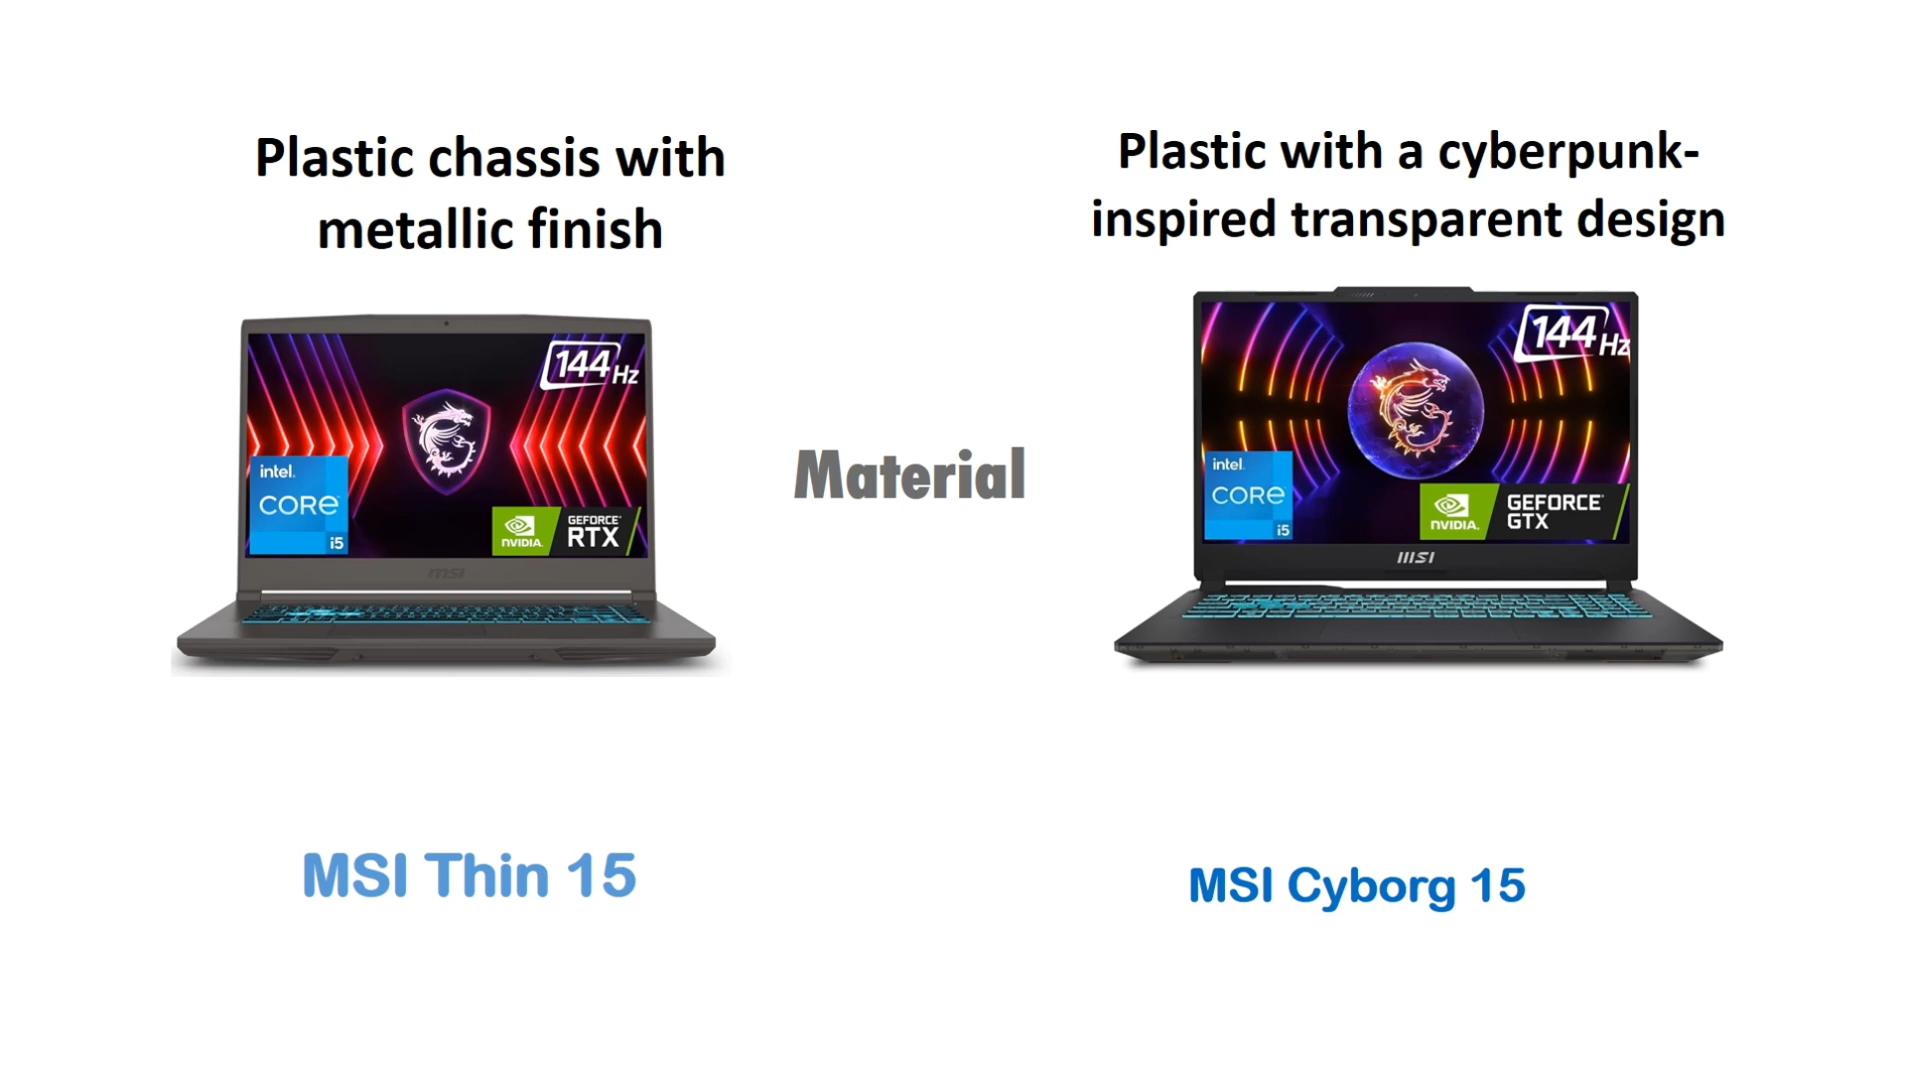 Plastic chassis with
metallic finish
Plastic with a cyberpunk-
inspired transparent design
144Hz
intel.
CORE
i5
NVIDIA.
GEFORCE
RTX
msi
Material
144Hz
intel.
CORE
i5
NVIDIA.
GEFORCE
GTX
msi
MSI Thin 15
MSI Cyborg 15